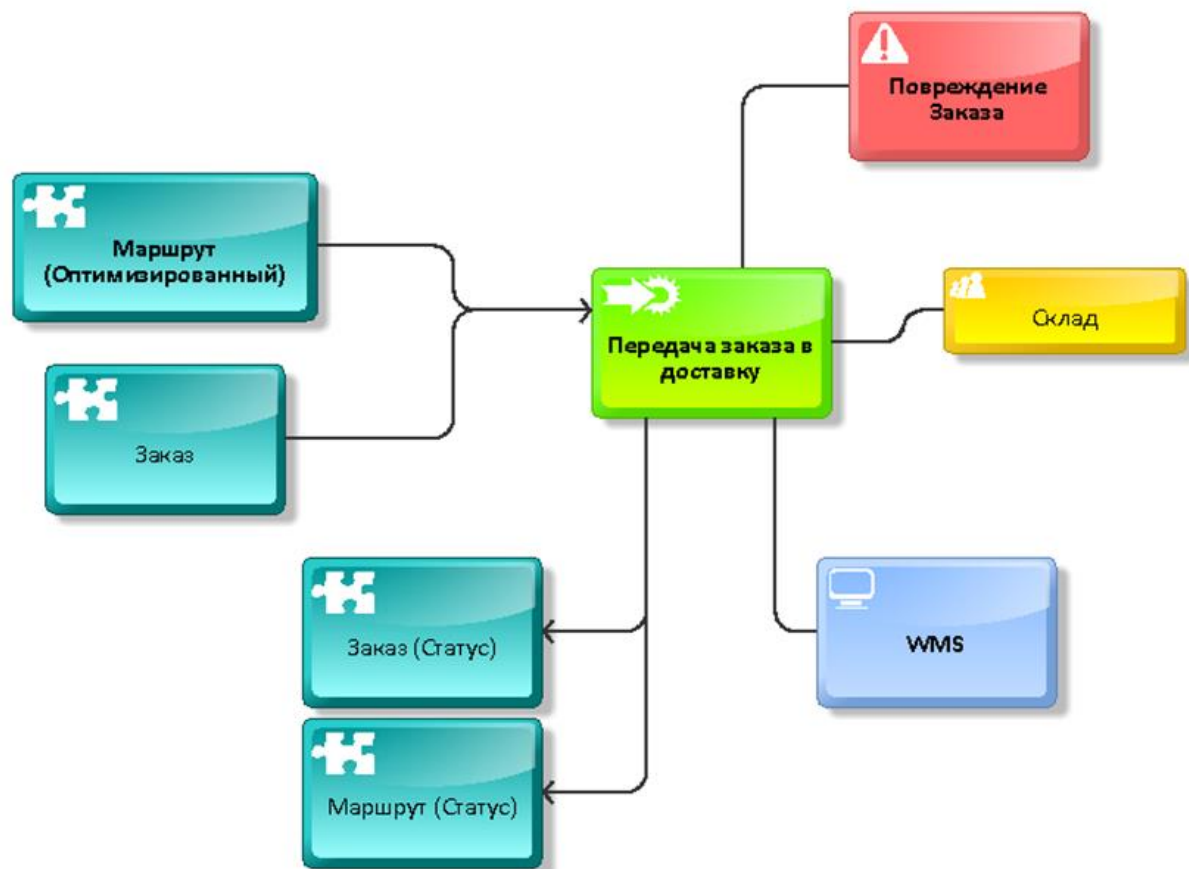 Повреждение
Заказа
Маршрут
(Оптимизированный)
Склад
Передача заказа в
доставку
Заказ
Заказ (Статус)
WMS
Маршрут (Статус)